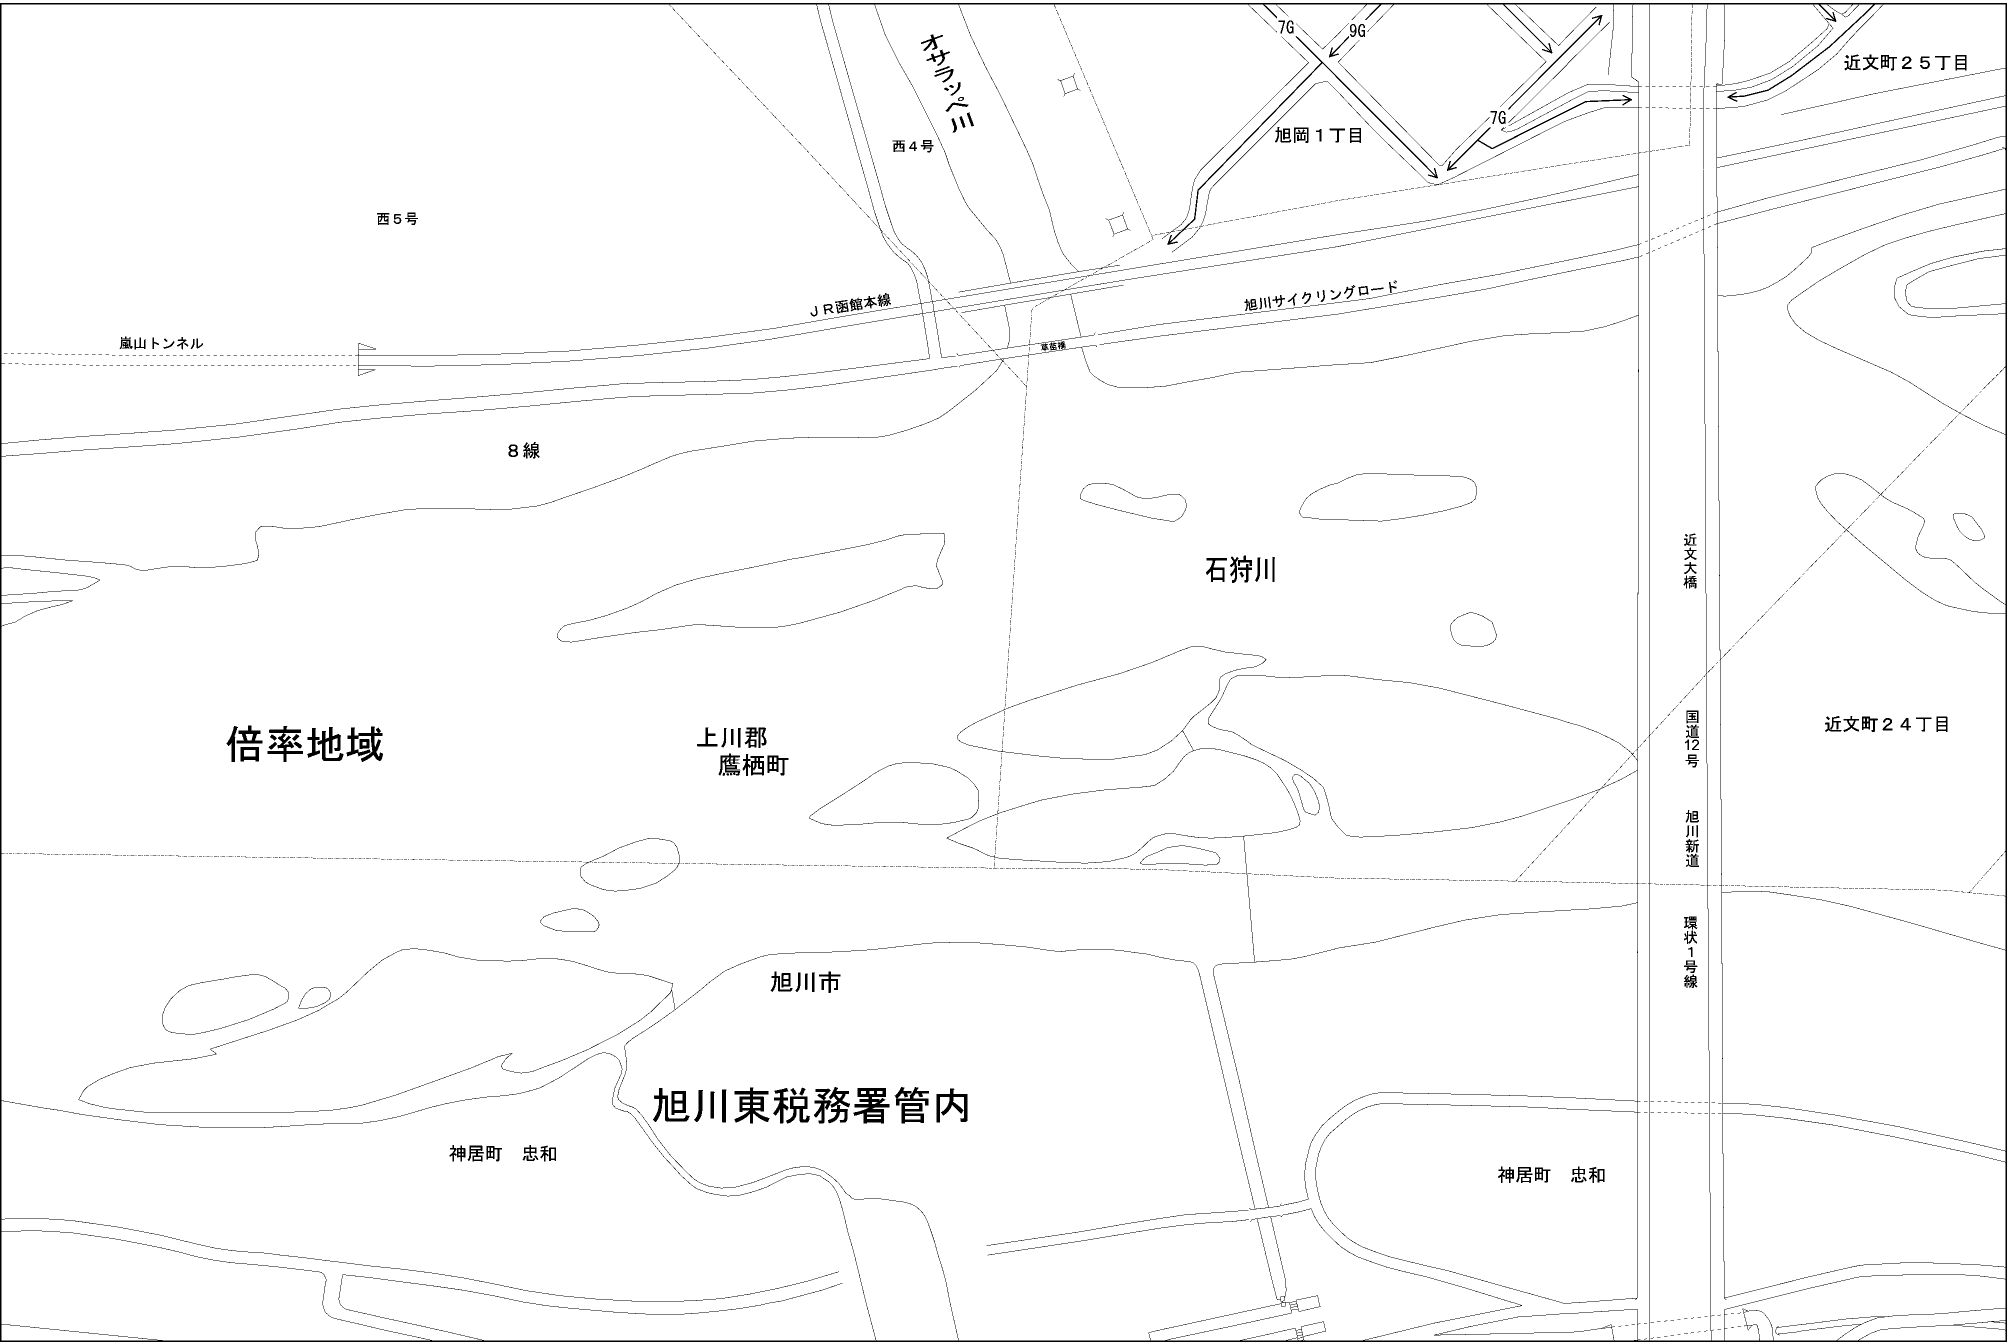 7G
9G
近文町２５丁目
オサラッペ川
7G
旭岡１丁目
西４号
西５号
ＪＲ函館本線
旭川サイクリングロード
嵐山トンネル
８線
石狩川
近文大橋
倍率地域
上川郡
鷹栖町
国道12号
近文町２４丁目
旭川新道
環状１号線
旭川市
旭川東税務署管内
神居町　忠和
神居町　忠和